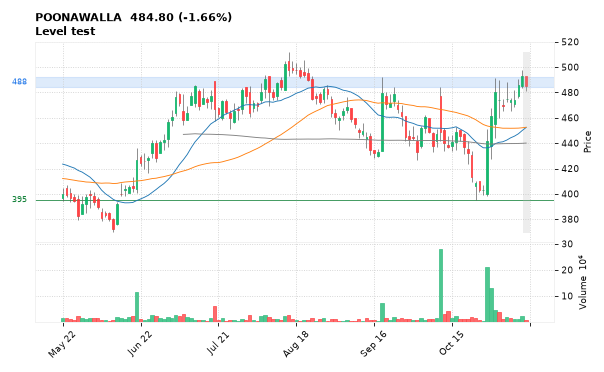 POONAWALLA 484.80 (-1.66%)
Level test
520
500
488
480
460
440
420
400
395
380
Price
30
20
10
Volume 10⁴
May 22
Jun 22
Jul 21
Aug 18
Sep 16
Oct 15